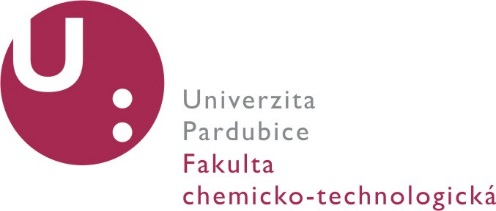 U:
Univerzita
Pardubice
Fakulta
chemicko-technologická